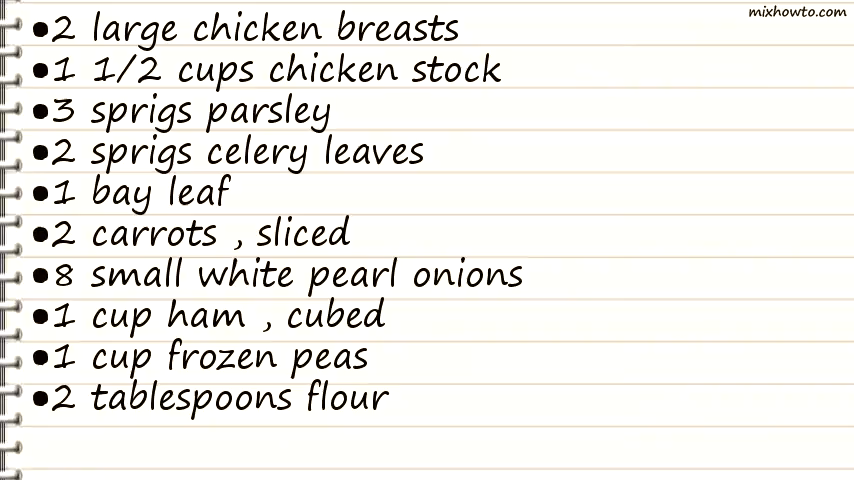 mixhowto.com
•2 large chicken breasts
•1 1/2 cups chicken stock
•3 sprigs parsley
•2 sprigs celery leaves
•1 bay leaf
•2 carrots , sliced
•8 small white pearl onions
•1 cup ham , cubed
•1 cup frozen peas
•2 tablespoons flour